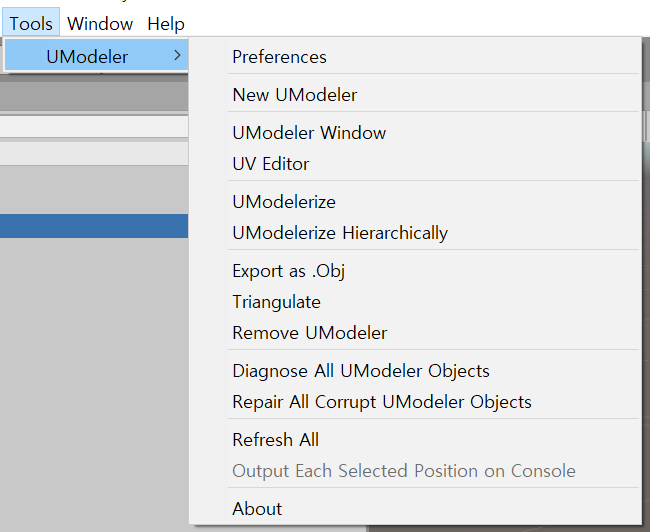 Tools Window Help
UModeler
Preferences
New UModeler
UModeler Window
UV Editor
UModelerize
UModelerize Hierarchically
Export as .Obj
Triangulate
Remove UModeler
Diagnose All UModeler Objects
Repair All Corrupt UModeler Objects
Refresh All
Output Each Selected Position on Console
About